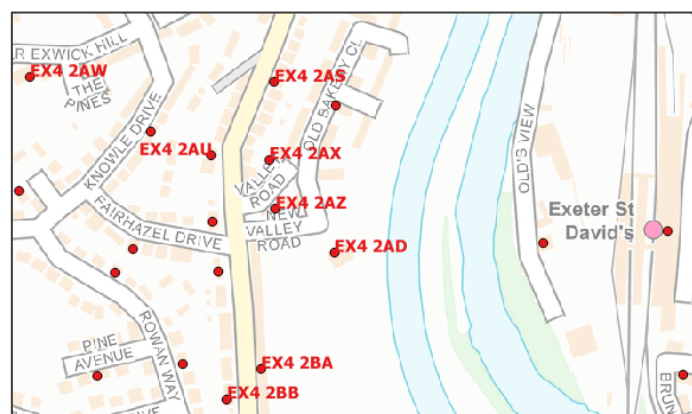 AR EXWICK HILL
EX4 2AW
THE
PINES
KNOWLE DRIVE
EX4 2AS
OLD BAKERY CL
EX4 2AU
EX4 2AX
VALLEY
ROAD
EX4 2AZ
NEW
VALLEY
ROAD
FAIRHAZEL DRIVE
EX4 2AD
OLD'S VIEW
Exeter St
David's
ROWAN WAY
PINE
AVENUE
EX4 2BA
EX4 2BB
BRUN